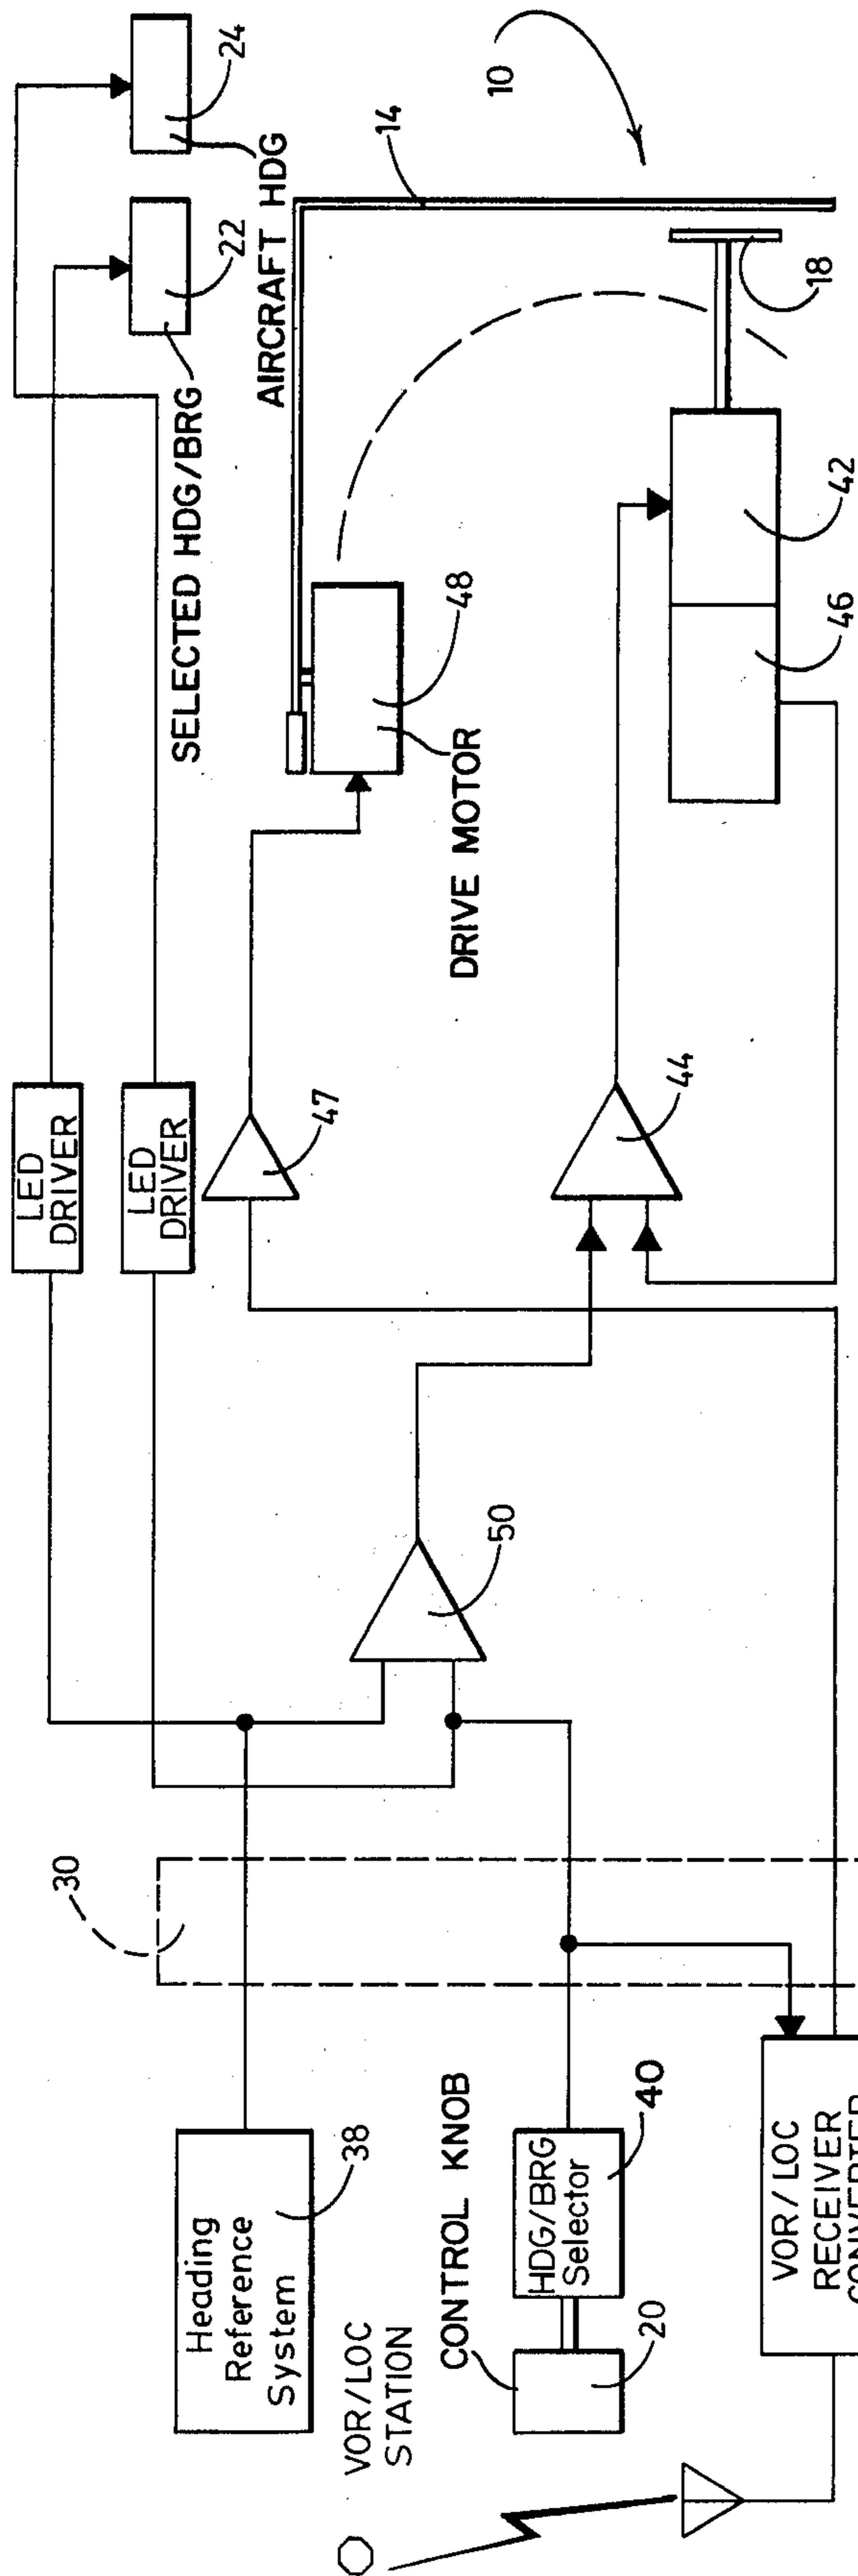 24
AIRCRAFT HDG
22
SELECTED HDG/BRG
10
14
18
48
DRIVE MOTOR
42
46
LED
DRIVER
LED
DRIVER
47
44
50
30
Heading
Reference
System
38
VOR/LOC
STATION
CONTROL KNOB
HDG/BRG
Selector
40
20
VOR/LOC
RECEIVER